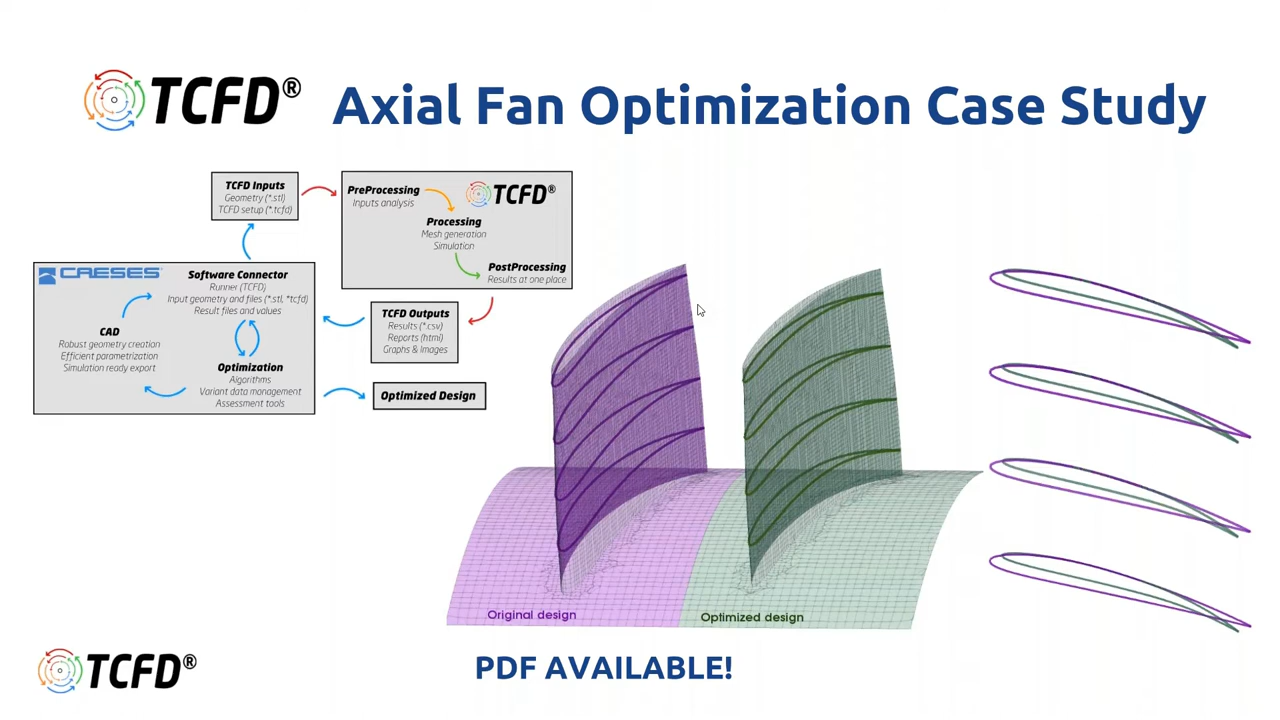 TCFD®
Axial Fan Optimization Case Study
TCFD Inputs
Geometry (*.stl)
TCFD setup (*.tcfd)
PreProcessing
Inputs analysis
TCFD®
Processing
Mesh generation
Simulation
PostProcessing
Results at one place
CAESES®
Software Connector
Runner (TCFD)
Input geometry and files (*.stl, *tcfd)
Result files and values
CAD
Robust geometry creation
Efficient parametrization
Simulation ready export
Optimization
Algorithms
Variant data management
Assessment tools
TCFD Outputs
Results (*.csv)
Reports (html)
Graphs & Images
Optimized Design
Original design
Optimized design
TCFD®
PDF AVAILABLE!